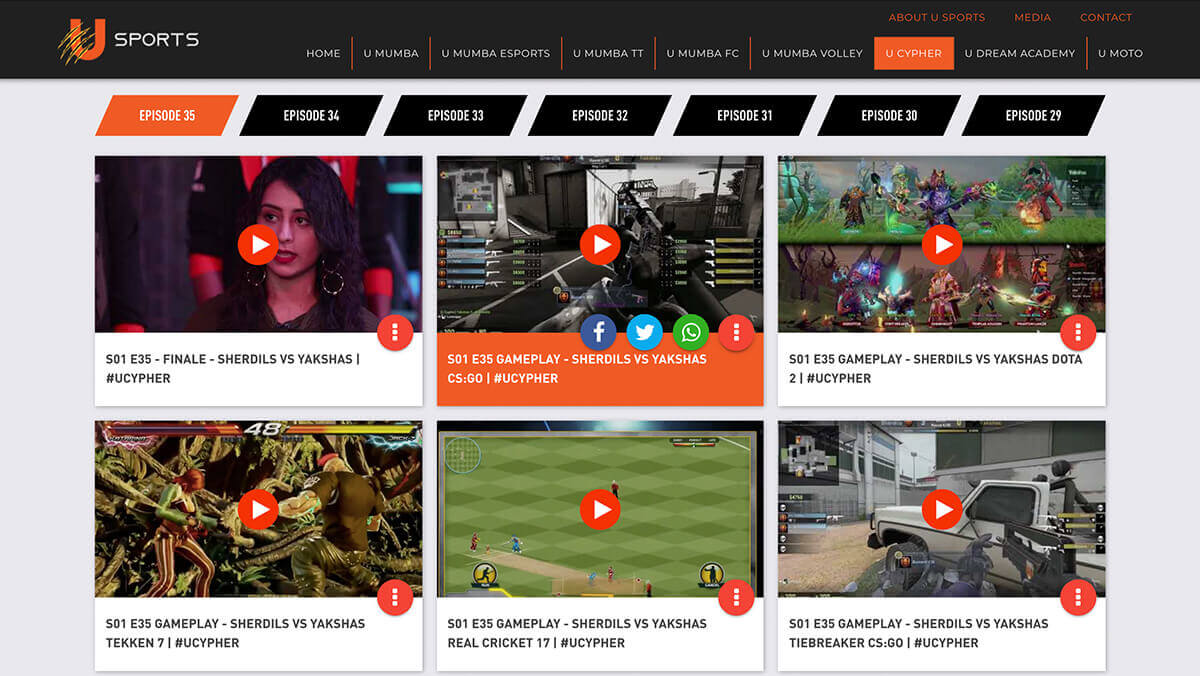 ABOUT U SPORTS MEDIA CONTACT
U SPORTS
HOME U MUMBA U MUMBA ESPORTS U MUMBA TT U MUMBA FC U MUMBA VOLLEY U CYPHER U DREAM ACADEMY U MOTO
EPISODE 35 EPISODE 34 EPISODE 33 EPISODE 32 EPISODE 31 EPISODE 30 EPISODE 29
S01 E35 - FINALE - SHERDILS VS YAKSHAS |
#UCYPHER
S01 E35 GAMEPLAY - SHERDILS VS YAKSHAS
CS:GO | #UCYPHER
S01 E35 GAMEPLAY - SHERDILS VS YAKSHAS DOTA
2 | #UCYPHER
48
S01 E35 GAMEPLAY - SHERDILS VS YAKSHAS
TEKKEN 7 | #UCYPHER
S01 E35 GAMEPLAY - SHERDILS VS YAKSHAS
REAL CRICKET 17 | #UCYPHER
S01 E35 GAMEPLAY - SHERDILS VS YAKSHAS
TIEBREAKER CS:GO | #UCYPHER